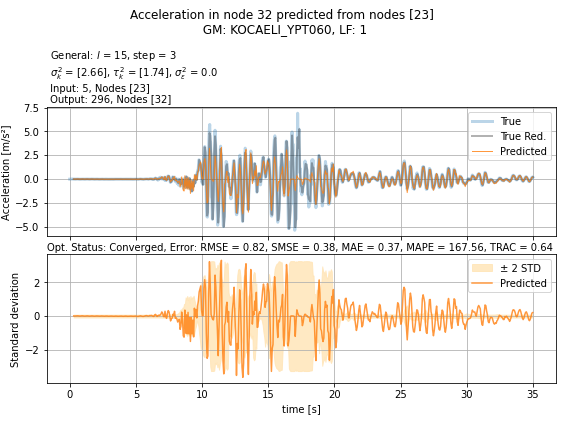 Acceleration in node 32 predicted from nodes [23]
GM: KOCAELI_YPT060, LF: 1
General: l = 15, step = 3
σ²ₖ = [2.66], τ²ₖ = [1.74], σ²ε = 0.0
Input: 5, Nodes [23]
Output: 296, Nodes [32]
Acceleration [m/s²]
7.5
5.0
2.5
0.0
−2.5
−5.0
True
True Red.
Predicted
Opt. Status: Converged, Error: RMSE = 0.82, SMSE = 0.38, MAE = 0.37, MAPE = 167.56, TRAC = 0.64
Standard deviation
2
0
−2
± 2 STD
Predicted
0 5 10 15 20 25 30 35
time [s]